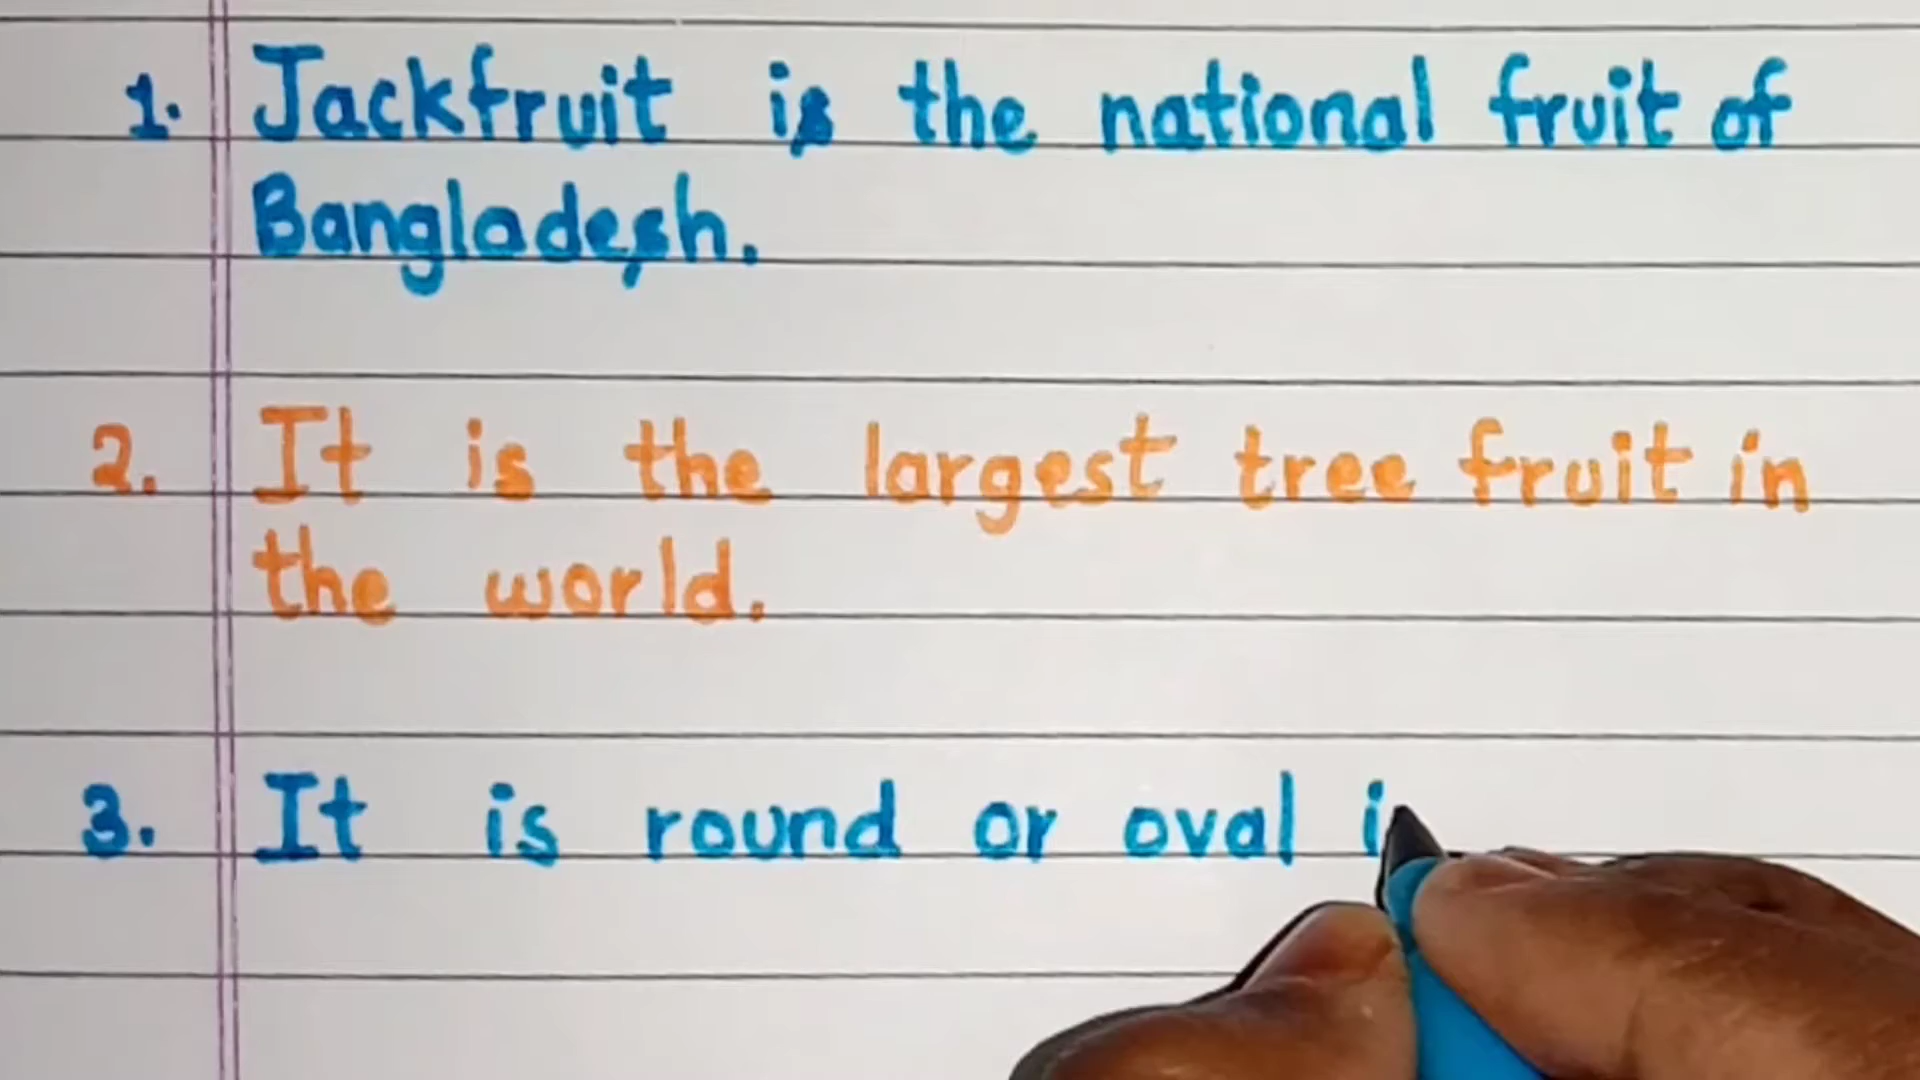 1. Jackfruit is the national fruit of
Bangladesh.
2. It is the largest tree fruit in
the world.
3. It is round or oval i